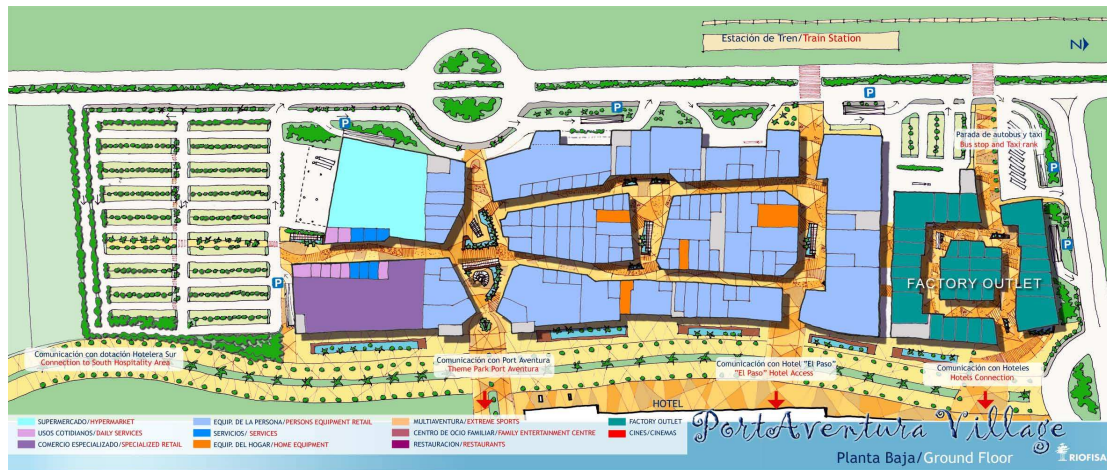 Estación de Tren/Train Station
N
P
P
P
P
Parada de autobus y taxi
Bus stop and Taxi rank
P
P
P
FACTORY OUTLET
Comunicación con dotación Hotelera Sur
Connection to South Hospitality Area
Comunicación con Port Aventura
Theme Park Port Aventura
Comunicación con Hotel "El Paso"
"El Paso" Hotel Access
Comunicación con Hoteles
Hotels Connection
HOTEL
SUPERMERCADO/HYPERMARKET
USOS COTIDIANOS/DAILY SERVICES
COMERCIO ESPECIALIZADO/SPECIALIZED RETAIL
EQUIP. DE LA PERSONA/PERSONS EQUIPMENT RETAIL
SERVICIOS/ SERVICES
EQUIP. DEL HOGAR/HOME EQUIPMENT
MULTIAVENTURA/EXTREME SPORTS
CENTRO DE OCIO FAMILIAR/FAMILY ENTERTAINMENT CENTRE
RESTAURACION/RESTAURANTS
FACTORY OUTLET
CINES/CINEMAS
PortAventura Village
Planta Baja/Ground Floor
RIOFISA